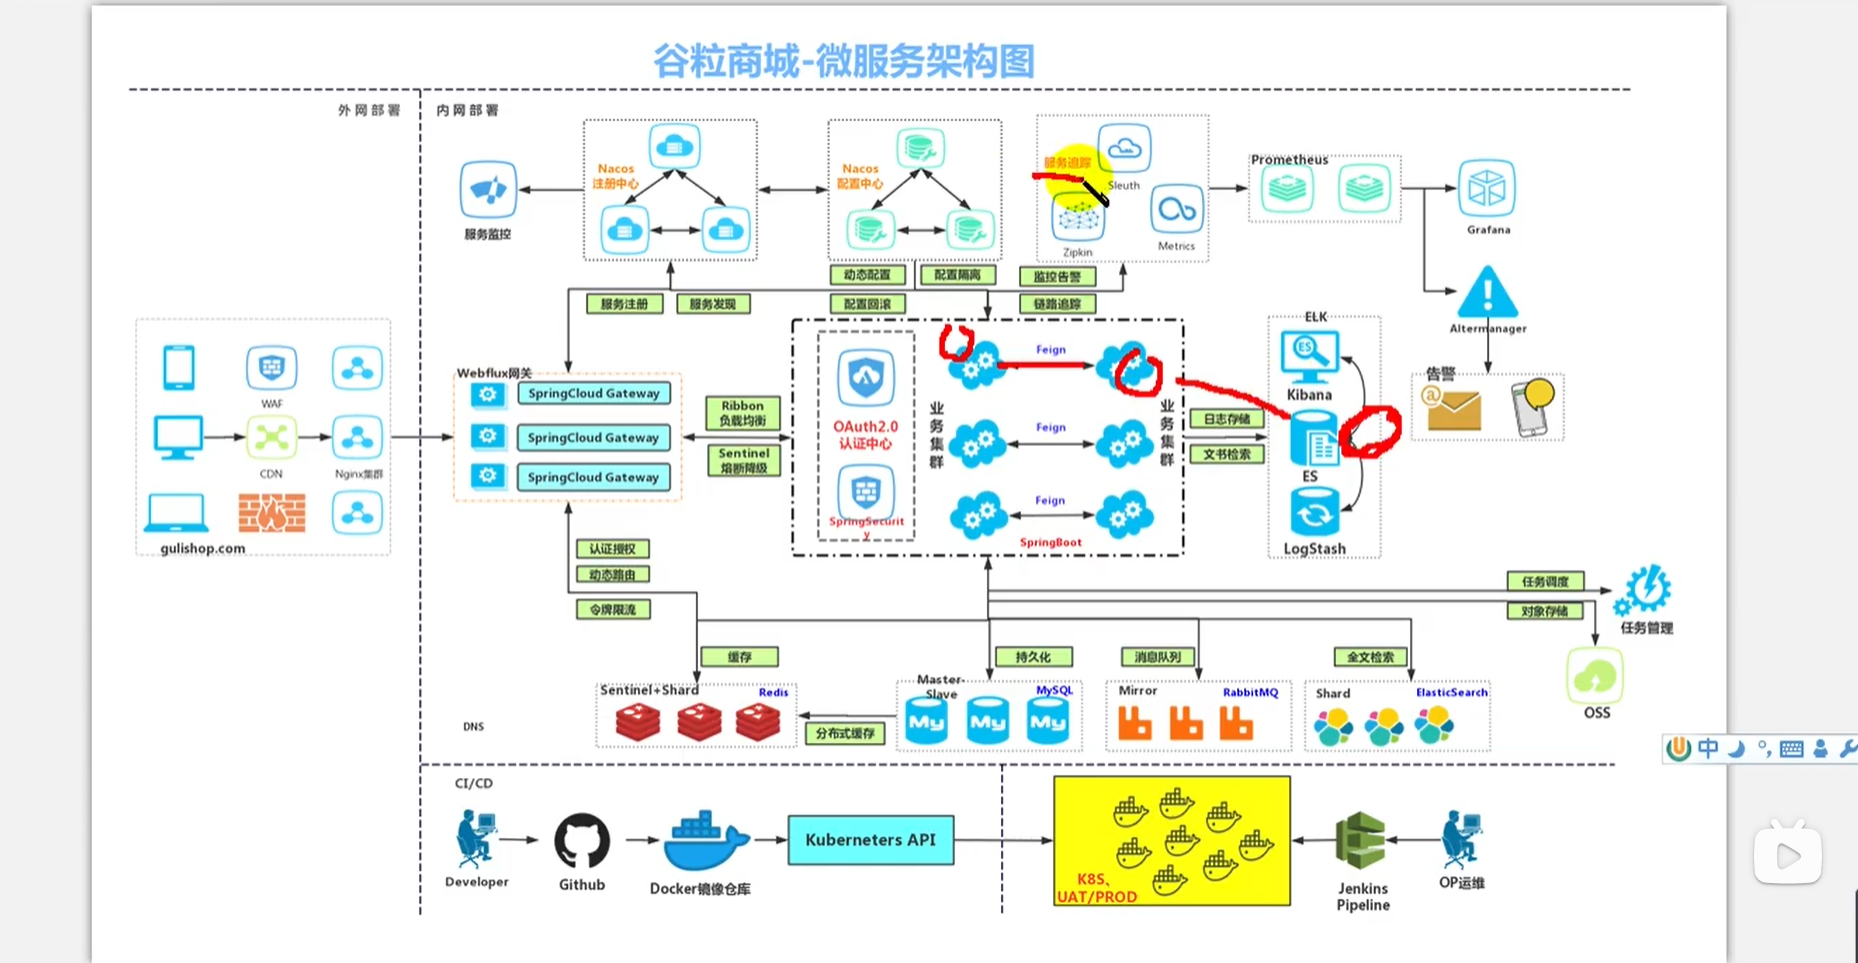 谷粒商城-微服务架构图
外网部署
内网部署
服务监控
Nacos
注册中心
Nacos
配置中心
服务追踪
Sleuth
Zipkin
Metrics
Prometheus
Grafana
Altermanager
告警
服务注册
服务发现
动态配置
配置隔离
配置回滚
监控告警
链路追踪
WAF
CDN
Nginx集群
gulishop.com
Webflux网关
SpringCloud Gateway
SpringCloud Gateway
SpringCloud Gateway
Ribbon
负载均衡
Sentinel
熔断降级
OAuth2.0
认证中心
SpringSecurit
y
业务集群
Feign
Feign
Feign
SpringBoot
业务集群
日志存储
文书检索
ELK
ES
Kibana
ES
LogStash
认证授权
动态路由
令牌限流
任务调度
对象存储
任务管理
OSS
缓存
持久化
消息队列
全文检索
Sentinel+Shard
Redis
分布式缓存
Master-
Slave
MySQL
My
My
My
Mirror
RabbitMQ
Shard
ElasticSearch
DNS
CI/CD
Developer
Github
Docker镜像仓库
Kuberneters API
K8S、
UAT/PROD
Jenkins
Pipeline
OP运维
中